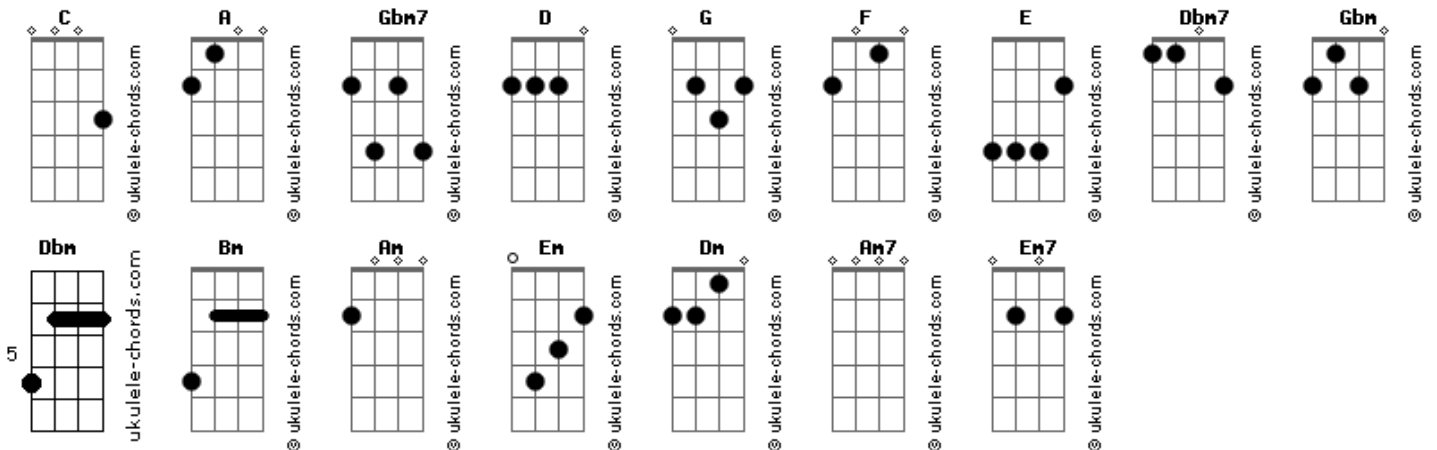 C A Gbm7 D G F E Dbm7 Gbm
© ukulele-chords.com © ukulele-chords.com © ukulele-chords.com © ukulele-chords.com © ukulele-chords.com © ukulele-chords.com © ukulele-chords.com © ukulele-chords.com © ukulele-chords.com
Dbm Bm Am Em Dm Am7 Em7
5
ukulele-chords.com © ukulele-chords.com © ukulele-chords.com © ukulele-chords.com © ukulele-chords.com © ukulele-chords.com © ukulele-chords.com